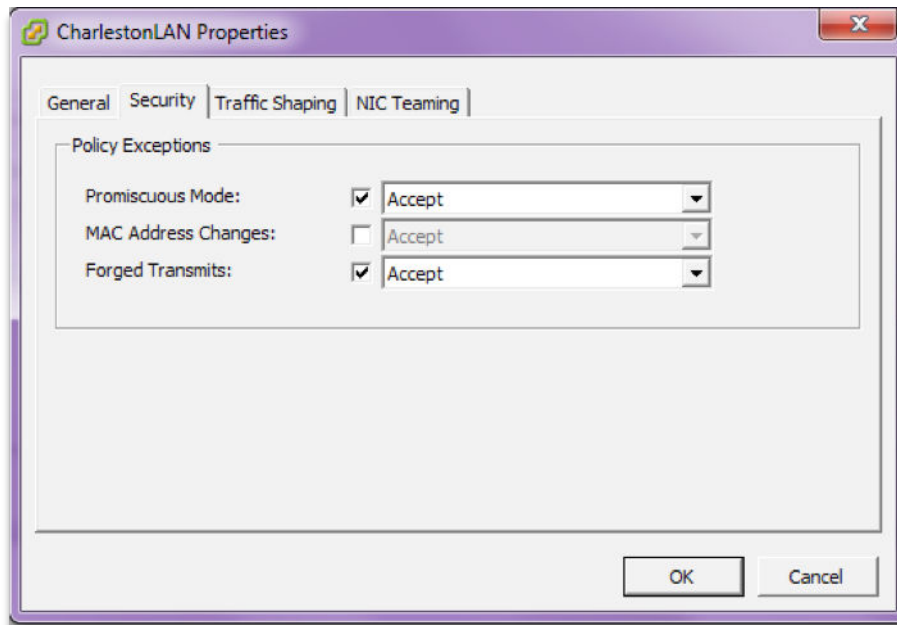 CharlestonLAN Properties
General Security Traffic Shaping NIC Teaming
Policy Exceptions
Promiscuous Mode: Accept
MAC Address Changes: Accept
Forged Transmits: Accept
OK Cancel